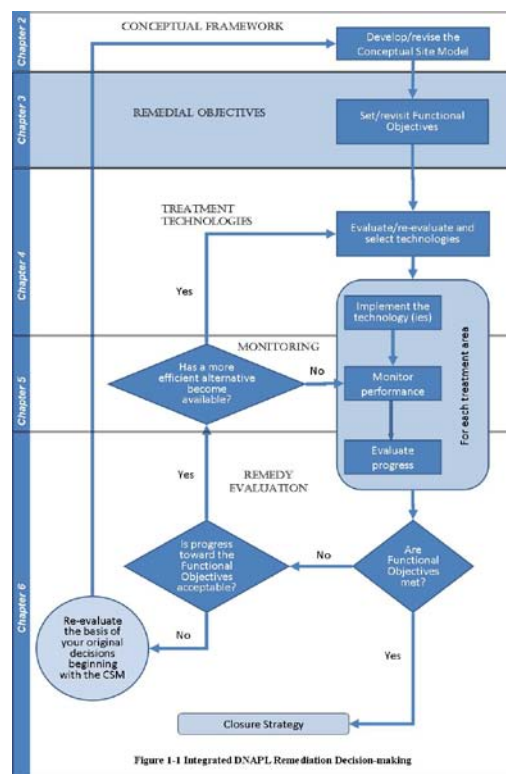 Chapter 2
CONCEPTUAL FRAMEWORK
Develop/revise the
Conceptual Site Model
Chapter 3
REMEDIAL OBJECTIVES
Set/revisit Functional
Objectives
Chapter 4
TREATMENT
TECHNOLOGIES
Evaluate/re-evaluate and
select technologies
Yes
Implement the
technology (ies)
For each treatment area
Chapter 5
MONITORING
Has a more
efficient alternative
become
available?
No
Monitor
performance
Evaluate
progress
Chapter 6
Yes
REMEDY
EVALUATION
Is progress
toward the
Functional
Objectives
acceptable?
No
Are
Functional
Objectives
met?
No
Re-evaluate
the basis of
your original
decisions
beginning
with the CSM
Yes
Closure Strategy
Figure 1-1 Integrated DNAPL Remediation Decision-making